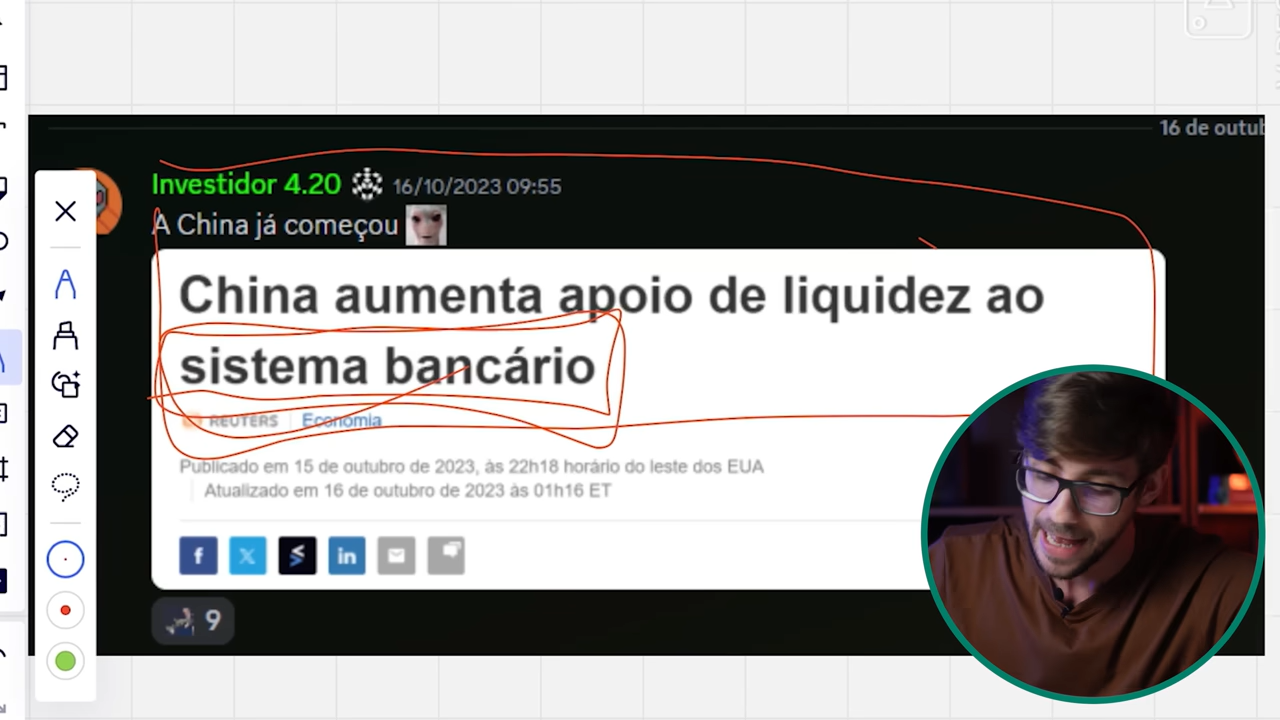 16 de outub
Investidor 4.20 16/10/2023 09:55
A China já começou
China aumenta apoio de liquidez ao
sistema bancário
REUTERS Economia
Publicado em 15 de outubro de 2023, às 22h18 horário do leste dos EUA
Atualizado em 16 de outubro de 2023 às 01h16 ET
9